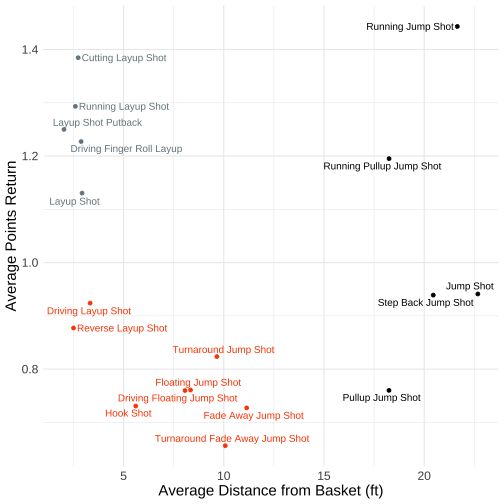 Running Jump Shot
1.4
Cutting Layup Shot
Running Layup Shot
Layup Shot Putback
Driving Finger Roll Layup
1.2
Running Pullup Jump Shot
Layup Shot
Average Points Return
1.0
Jump Shot
Step Back Jump Shot
Driving Layup Shot
Reverse Layup Shot
Turnaround Jump Shot
0.8
Floating Jump Shot
Driving Floating Jump Shot
Pullup Jump Shot
Hook Shot
Fade Away Jump Shot
Turnaround Fade Away Jump Shot
5 10 15 20
Average Distance from Basket (ft)